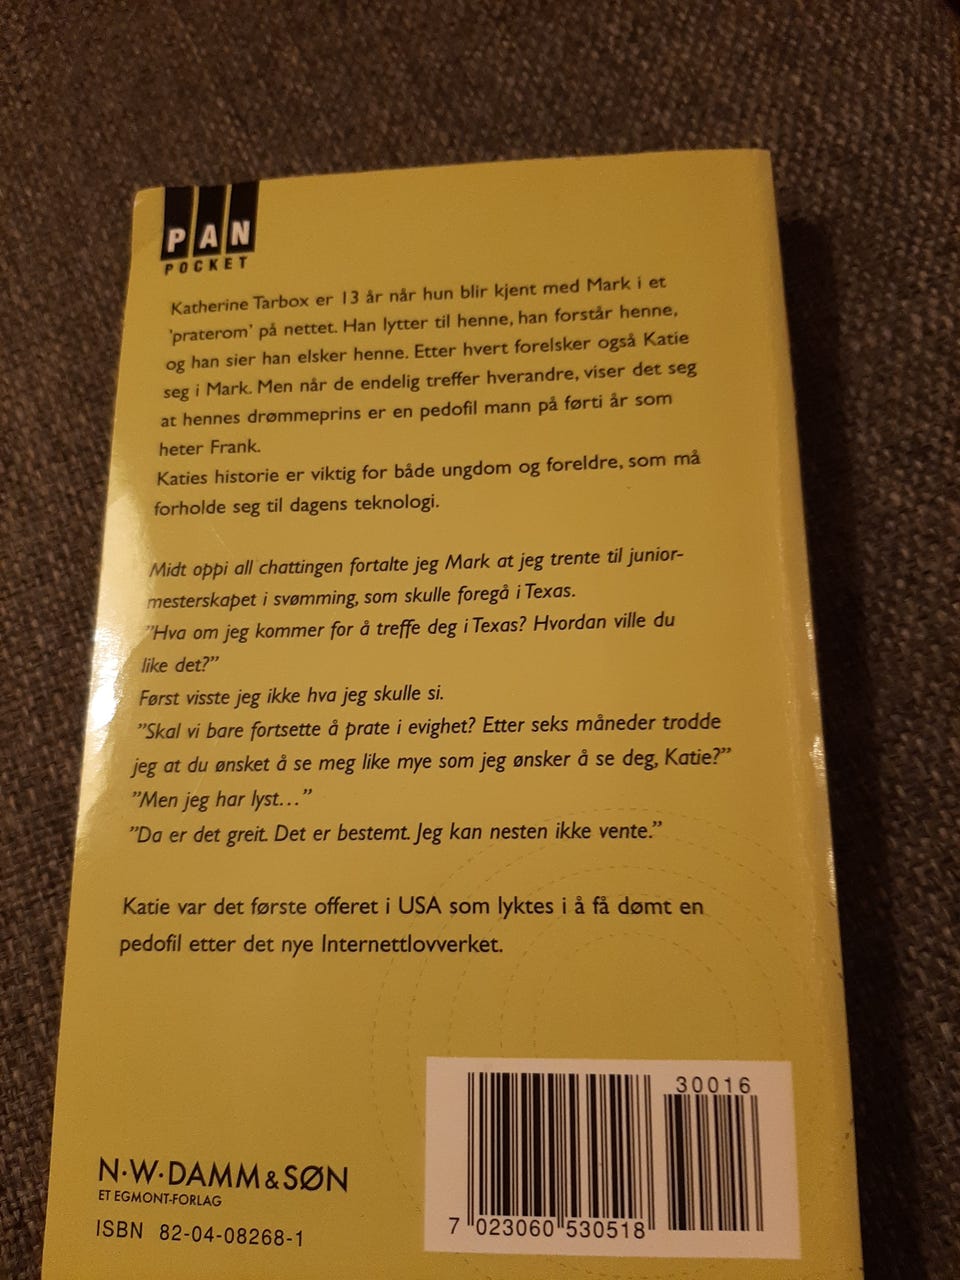 PAN
POCKET
Katherine Tarbox er 13 år når hun blir kjent med Mark i et
'praterom' på nettet. Han lytter til henne, han forstår henne,
og han sier han elsker henne. Etter hvert forelsker også Katie
seg i Mark. Men når de endelig treffer hverandre, viser det seg
at hennes drømmeprins er en pedofil mann på førti år som
heter Frank.
Katies historie er viktig for både ungdom og foreldre, som må
forholde seg til dagens teknologi.
Midt oppi all chattingen fortalte jeg Mark at jeg trente til junior-
mesterskapet i svømming, som skulle foregå i Texas.
"Hva om jeg kommer for å treffe deg i Texas? Hvordan ville du
like det?"
Først visste jeg ikke hva jeg skulle si.
"Skal vi bare fortsette å prate i evighet? Etter seks måneder trodde
jeg at du ønsket å se meg like mye som jeg ønsker å se deg, Katie?"
"Men jeg har lyst…"
"Da er det greit. Det er bestemt. Jeg kan nesten ikke vente."
Katie var det første offeret i USA som lyktes i å få dømt en
pedofil etter det nye Internettlovverket.
N·W·DAMM & SØN
ET EGMONT-FORLAG
ISBN 82-04-08268-1
30016
7 023060 530518